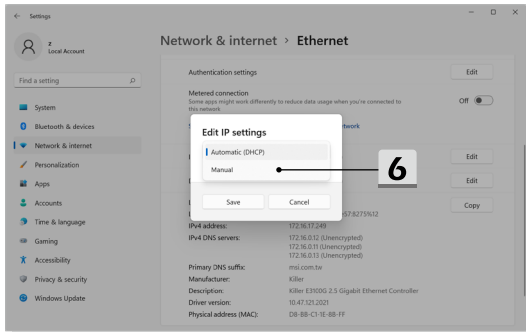 Settings
z
Local Account
Find a setting
System
Bluetooth & devices
Network & internet
Personalization
Apps
Accounts
Time & language
Gaming
Accessibility
Privacy & security
Windows Update
Network & internet > Ethernet
Authentication settings
Edit
Metered connection
Some apps might work differently to reduce data usage when you're connected to
this network
Off
twork
Edit IP settings
Automatic (DHCP)
Manual
6
Save
Cancel
Edit
Edit
Copy
e57:8275%12
IPv4 address: 172.16.17.249
IPv4 DNS servers: 172.16.0.12 (Unencrypted)
172.16.0.11 (Unencrypted)
172.16.0.13 (Unencrypted)
Primary DNS suffix: msi.com.tw
Manufacturer: Killer
Description: Killer E3100G 2.5 Gigabit Ethernet Controller
Driver version: 10.47.121.2021
Physical address (MAC): D8-BB-C1-1E-8B-FF